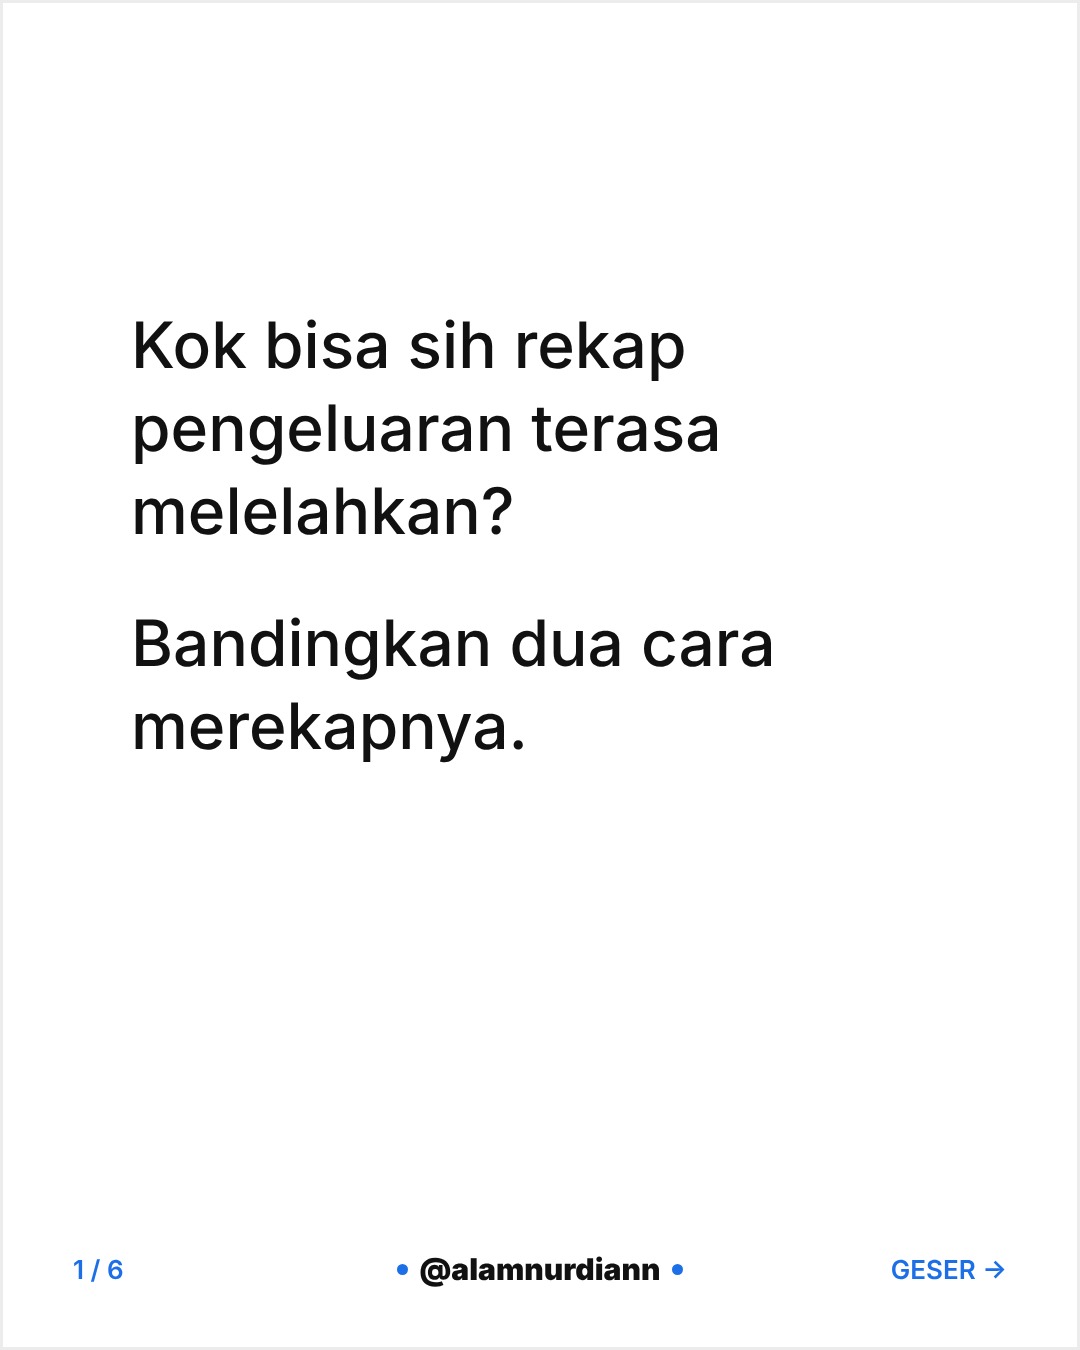 Kok bisa sih rekap
pengeluaran terasa
melelahkan?
Bandingkan dua cara
merekapnya.
1 / 6
• @alamnurdiann •
GESER →